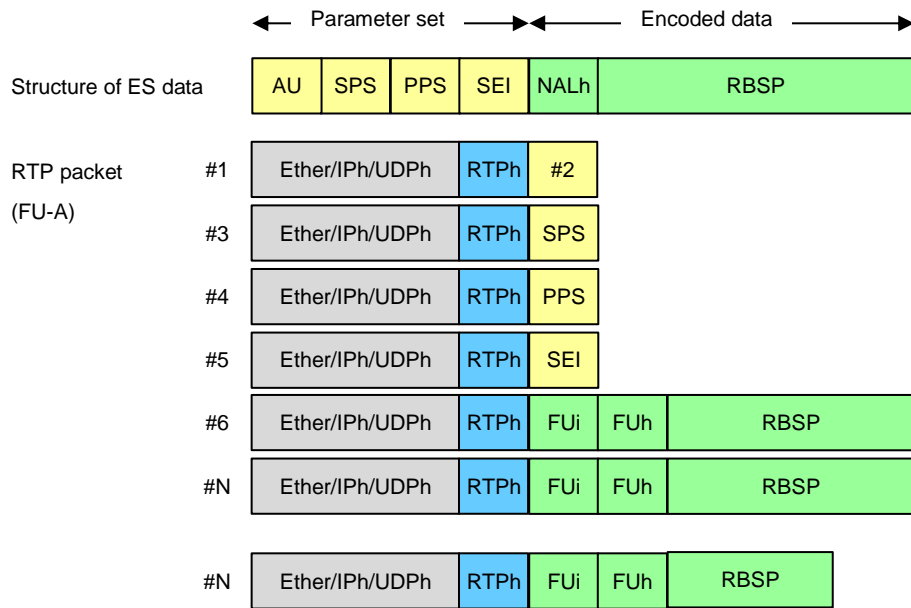 Parameter set Encoded data
Structure of ES data AU SPS PPS SEI NALh RBSP
RTP packet #1 Ether/IPh/UDPh RTPh #2
(FU-A)
#3 Ether/IPh/UDPh RTPh SPS
#4 Ether/IPh/UDPh RTPh PPS
#5 Ether/IPh/UDPh RTPh SEI
#6 Ether/IPh/UDPh RTPh FUi FUh RBSP
#N Ether/IPh/UDPh RTPh FUi FUh RBSP
#N Ether/IPh/UDPh RTPh FUi FUh RBSP